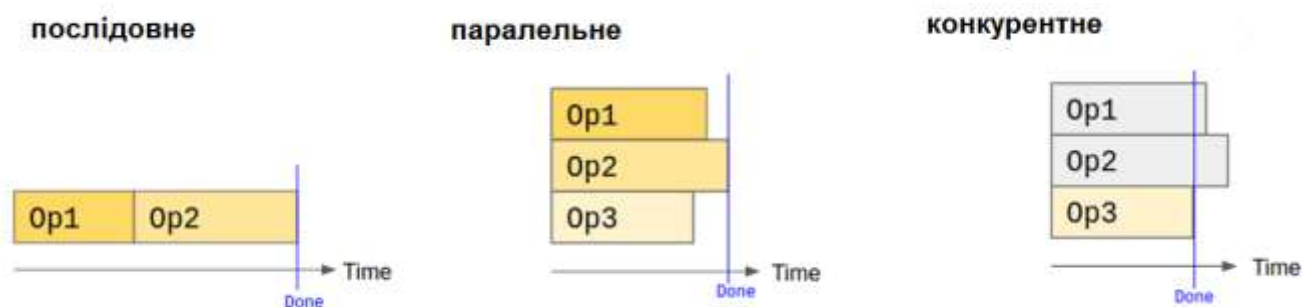 послідовне
Op1 Op2
Time
Done
паралельне
Op1
Op2
Op3
Time
Done
конкурентне
Op1
Op2
Op3
Time
Done